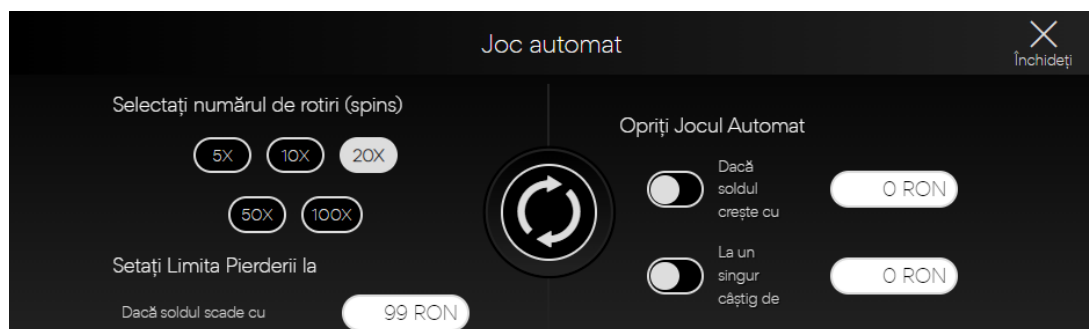 Joc automat
Închideți
Selectați numărul de rotiri (spins)
5X 10X 20X
50X 100X
Setați Limita Pierderii la
Dacă soldul scade cu 99 RON
Opriți Jocul Automat
Dacă
soldul
crește cu
0 RON
La un
singur
câștig de
0 RON